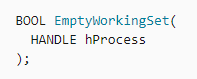 BOOL EmptyWorkingSet(
  HANDLE hProcess
);